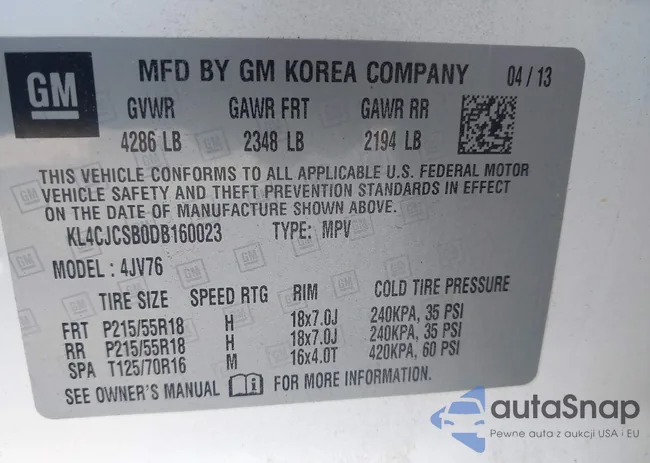 GM
MFD BY GM KOREA COMPANY 04 / 13
GVWR GAWR FRT GAWR RR
4286 LB 2348 LB 2194 LB
THIS VEHICLE CONFORMS TO ALL APPLICABLE U.S. FEDERAL MOTOR
VEHICLE SAFETY AND THEFT PREVENTION STANDARDS IN EFFECT
ON THE DATE OF MANUFACTURE SHOWN ABOVE.
KL4CJCSB0DB160023 TYPE: MPV
MODEL : 4JV76
TIRE SIZE SPEED RTG RIM COLD TIRE PRESSURE
FRT P215/55R18 H 18x7.0J 240KPA, 35 PSI
RR P215/55R18 H 18x7.0J 240KPA, 35 PSI
SPA T125/70R16 M 16x4.0T 420KPA, 60 PSI
SEE OWNER'S MANUAL FOR MORE INFORMATION.
autaSnap
Pewne auta z aukcji USA i EU